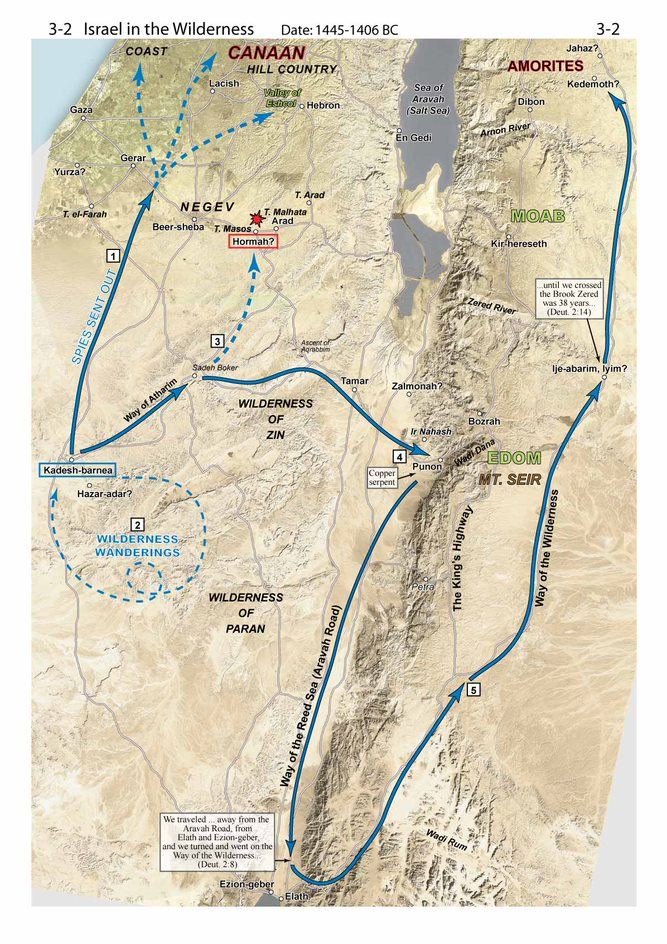 3-2 Israel in the Wilderness Date: 1445-1406 BC 3-2
COAST
CANAAN
HILL COUNTRY
Lacish
Valley of
Eshcol
Hebron
Gaza
Gerar
Yurza?
T. el-Farah
NEGEV
Beer-sheba
T. Arad
T. Malhata
Arad
T. Masos
Hormah?
Sea of
Aravah
(Salt Sea)
En Gedi
Jahaz?
AMORITES
Kedemoth?
Dibon
Arnon River
MOAB
Kir-hereseth
Zered River
...until we crossed
the Brook Zered
was 38 years...
(Deut. 2:14)
Ije-abarim, Iyim?
1
SPIES SENT OUT
3
Sadeh Boker
Ascent of
Aqrabbim
Way of Atharim
WILDERNESS
OF
ZIN
Tamar
Zalmonah?
Bozrah
Ir Nahash
4
Punon
Wadi Dana
EDOM
MT. SEIR
Copper
serpent
Kadesh-barnea
Hazar-adar?
2
WILDERNESS
WANDERINGS
WILDERNESS
OF
PARAN
Petra
The King's Highway
Way of the Wilderness
Way of the Reed Sea (Aravah Road)
5
We traveled ... away from the
Aravah Road, from
Elath and Ezion-geber,
and we turned and went on the
Way of the Wilderness...
(Deut. 2:8)
Wadi Rum
Ezion-geber
Elath